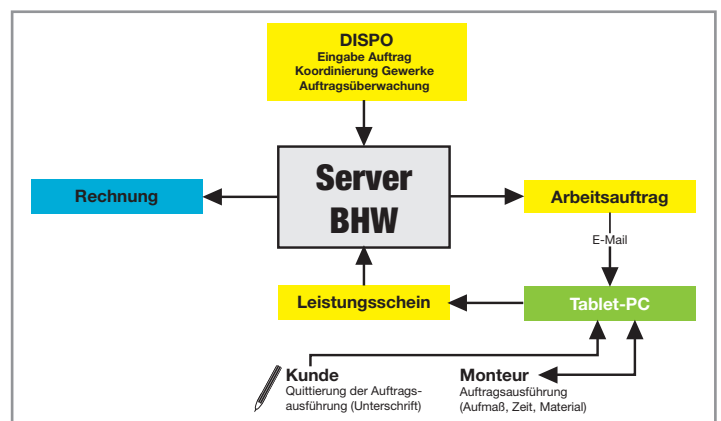 DISPO
Eingabe Auftrag
Koordinierung Gewerke
Auftragsüberwachung
Server
BHW
Rechnung
Arbeitsauftrag
E-Mail
Leistungsschein
Tablet-PC
Kunde
Quittierung der Auftrags-
ausführung (Unterschrift)
Monteur
Auftragsausführung
(Aufmaß, Zeit, Material)